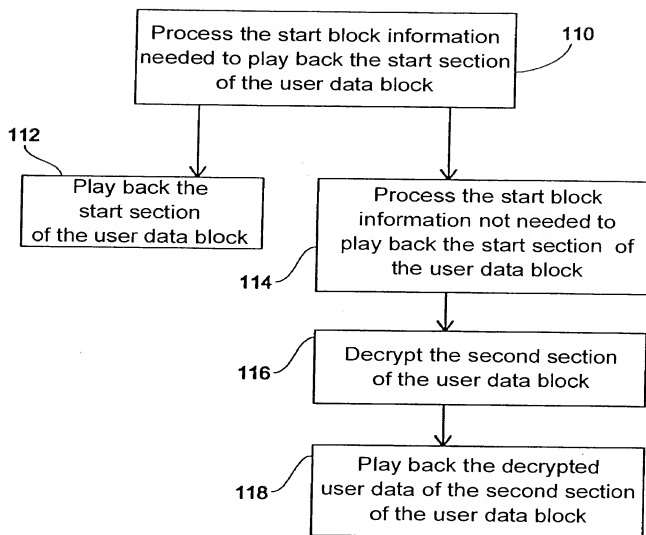 Process the start block information
needed to play back the start section
of the user data block
110
112
Play back the
start section
of the user data block
Process the start block
information not needed to
play back the start section of
the user data block
114
Decrypt the second section
of the user data block
116
Play back the decrypted
user data of the second section
of the user data block
118